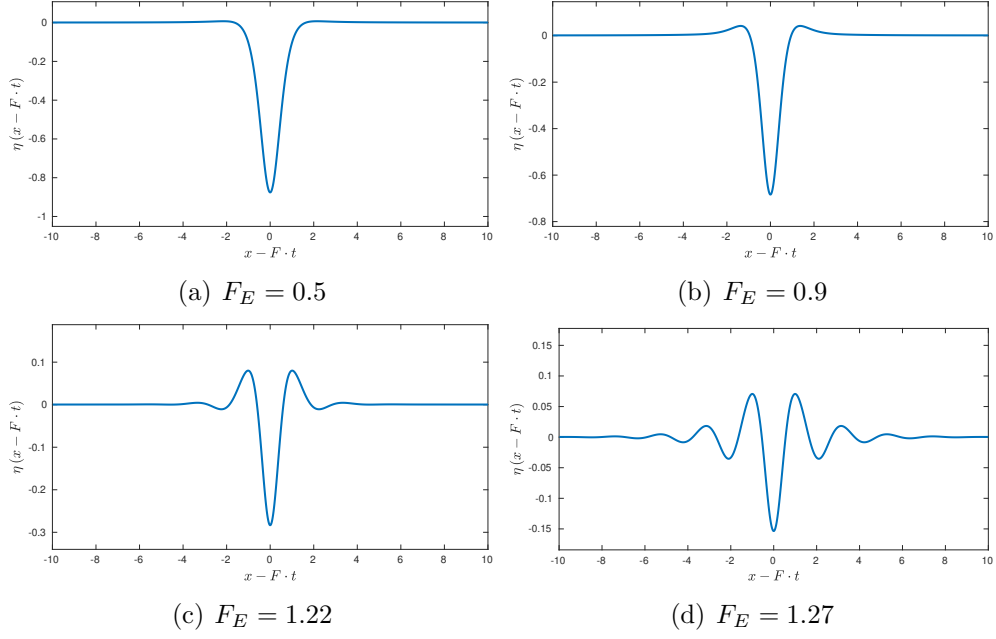 0
-0.2
-0.4
-0.6
-0.8
-1
η (x − F · t)
-10 -8 -6 -4 -2 0 2 4 6 8 10
x − F · t
(a) F_E = 0.5
0
-0.2
-0.4
-0.6
-0.8
η (x − F · t)
-10 -8 -6 -4 -2 0 2 4 6 8 10
x − F · t
(b) F_E = 0.9
0.1
0
-0.1
-0.2
-0.3
η (x − F · t)
-10 -8 -6 -4 -2 0 2 4 6 8 10
x − F · t
(c) F_E = 1.22
0.15
0.1
0.05
0
-0.05
-0.1
-0.15
η (x − F · t)
-10 -8 -6 -4 -2 0 2 4 6 8 10
x − F · t
(d) F_E = 1.27